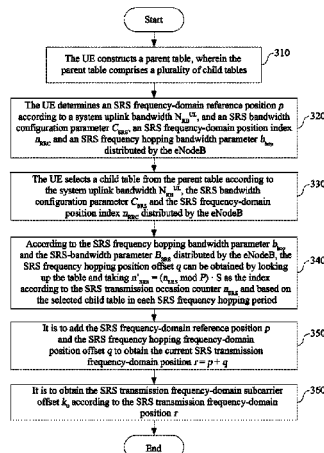 Start
The UE constructs a parent table, wherein the
parent table comprises a plurality of child tables
310
The UE determines an SRS frequency-domain reference position p
according to a system uplink bandwidth N_RB^UL, and an SRS bandwidth
configuration parameter C_SRS, an SRS frequency-domain position index
n_RRC and an SRS frequency hopping bandwidth parameter b_hop
distributed by the eNodeB
320
The UE selects a child table from the parent table according to
the system uplink bandwidth N_RB^UL, the SRS bandwidth
configuration parameter C_SRS and the SRS frequency-domain
position index n_RRC distributed by the eNodeB
330
According to the SRS frequency hopping bandwidth parameter b_hop
and the SRS-bandwidth parameter B_SRS distributed by the eNodeB, the
SRS frequency hopping position offset q can be obtained by looking
up the table and taking n'_SRS = (n_SRS mod P) · S as the index
according to the SRS transmission occasion counter n_SRS and based on
the selected child table in each SRS frequency hopping period
340
It is to add the SRS frequency-domain reference position p
and the SRS frequency hopping frequency-domain
position offset q to obtain the current SRS transmission
frequency-domain position r = p + q
350
It is to obtain the SRS transmission frequency-domain subcarrier
offset k₀ according to the SRS transmission frequency-domain
position r
360
End